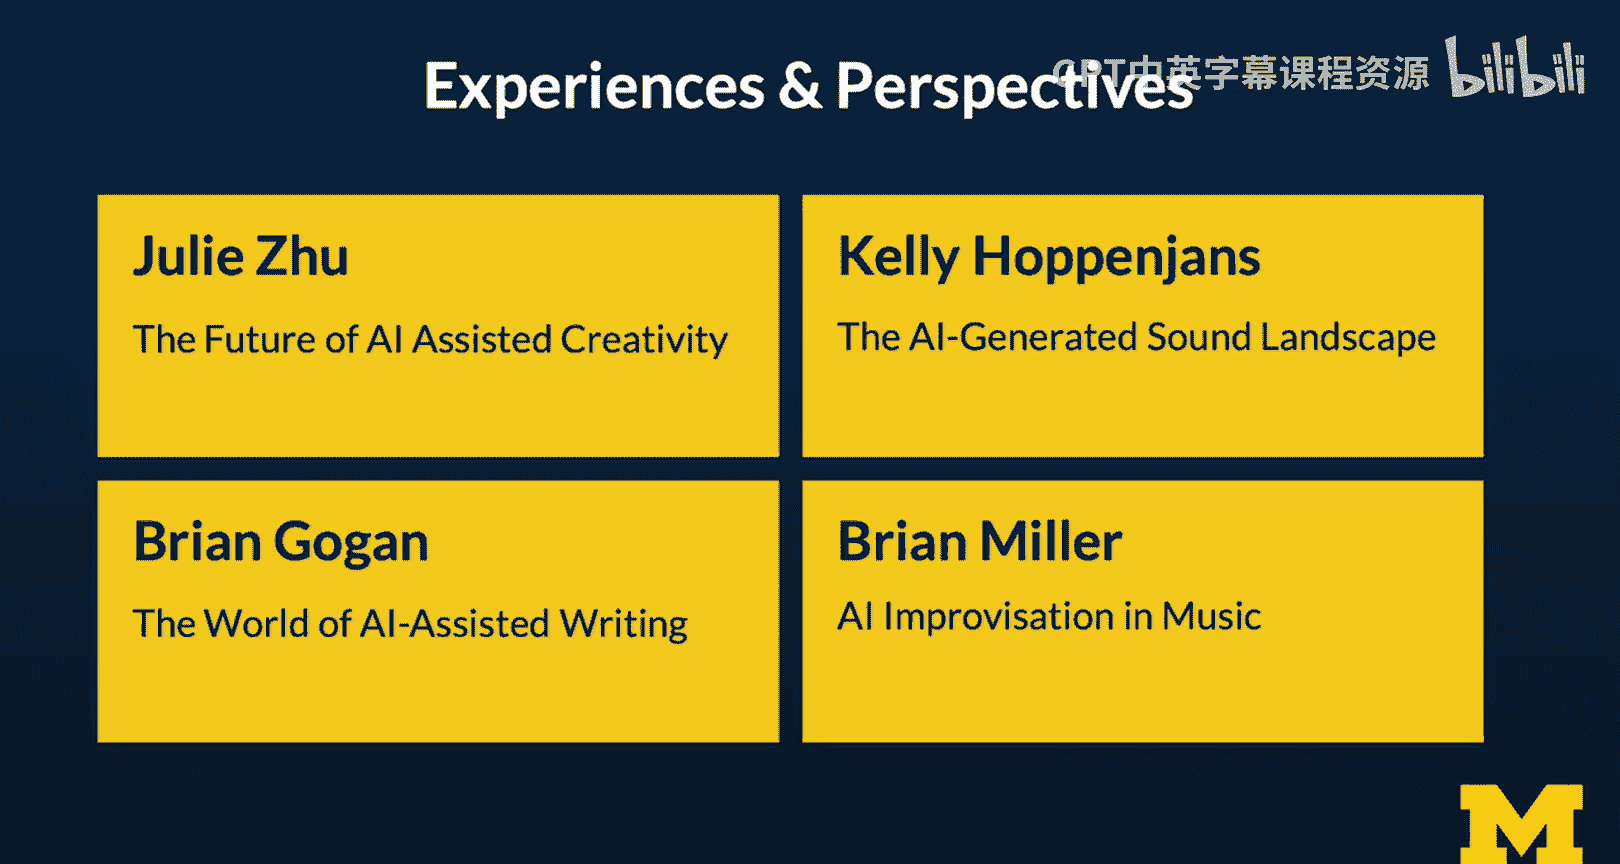 GPT中英字幕课程资源 bilibili
Experiences & Perspectives
Julie Zhu
The Future of AI Assisted Creativity
Kelly Hoppenjans
The AI-Generated Sound Landscape
Brian Gogan
The World of AI-Assisted Writing
Brian Miller
AI Improvisation in Music
M